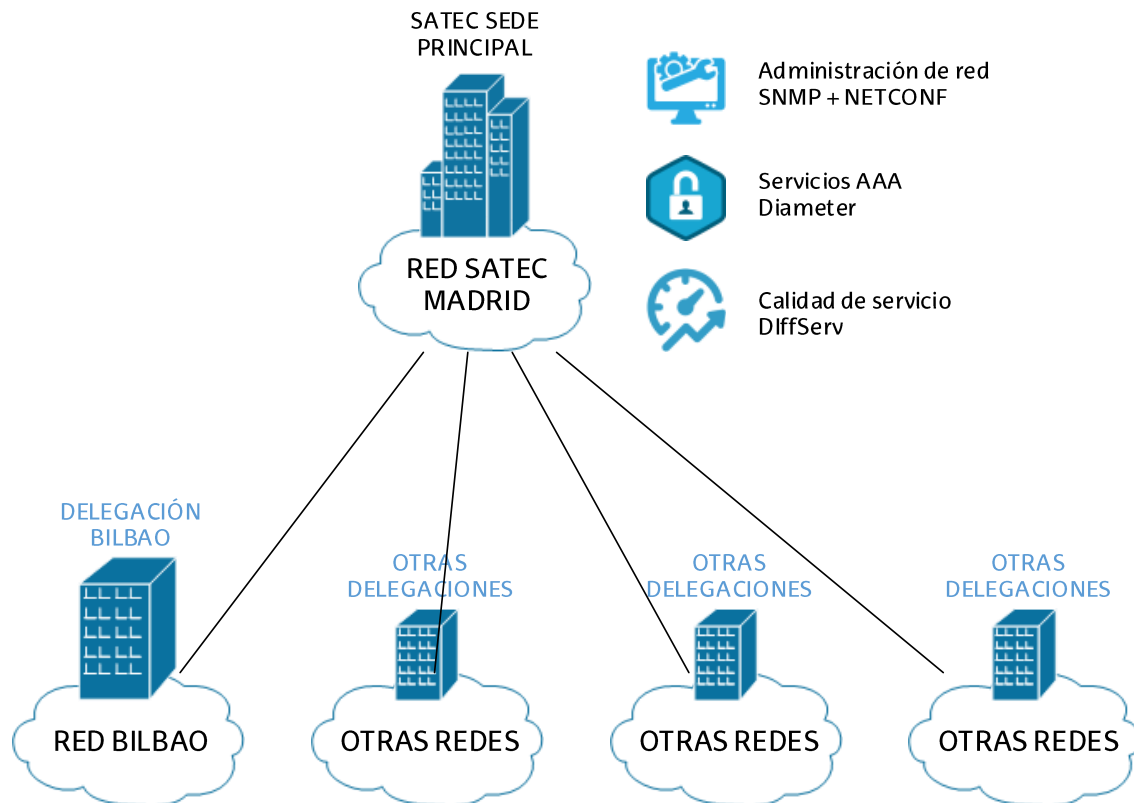 SATEC SEDE
PRINCIPAL
Administración de red
SNMP + NETCONF
Servicios AAA
Diameter
RED SATEC
MADRID
Calidad de servicio
DIffServ
DELEGACIÓN
BILBAO
OTRAS
DELEGACIONES
OTRAS
DELEGACIONES
OTRAS
DELEGACIONES
RED BILBAO
OTRAS REDES
OTRAS REDES
OTRAS REDES